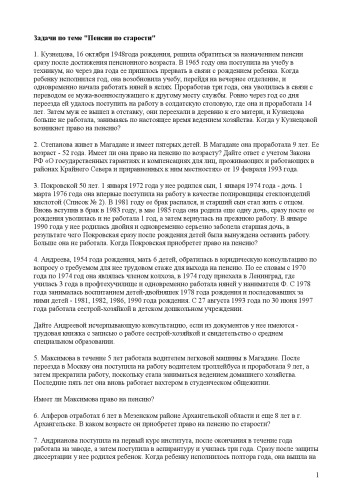 Задачи по теме "Пенсии по старости"
1. Кузнецова, 16 октября 1948года рождения, решила обратиться за назначением пенсии
сразу после достижения пенсионного возраста. В 1965 году она поступила на учебу в
техникум, но через два года ее пришлось прервать в связи с рождением ребенка. Когда
ребенку исполнился год, она возобновила учебу, перейдя на вечернее отделение, и
одновременно начала работать няней в яслях. Проработав три года, она уволилась в связи с
переводом ее мужа-военнослужащего к другому месту службы. Ровно через год со дня
переезда ей удалось поступить на работу в солдатскую столовую, где она и проработала 14
лет. Затем муж ее вышел в отставку, они переехали в деревню к его матери, и Кузнецова
больше не работала, занимаясь по настоящее время ведением хозяйства. Когда у Кузнецовой
возникнет право на пенсию?
2. Степанова живет в Магадане и имеет пятерых детей. В Магадане она проработала 9 лет. Ее
возраст - 52 года. Имеет ли она право на пенсию по возрасту? Дайте ответ с учетом Закона
РФ «О государственных гарантиях и компенсациях для лиц, проживающих и работающих в
районах Крайнего Севера и приравненных к ним местностях» от 19 февраля 1993 года.
3. Покровской 50 лет. 1 января 1972 года у нее родился сын, 1 января 1974 года - дочь. 1
марта 1976 года она впервые поступила на работу в качестве полировщицы стеклоизделий
кислотой (Список № 2). В 1981 году ее брак распался, и старший сын стал жить с отцом.
Вновь вступив в брак в 1983 году, в мае 1985 года она родила еще одну дочь, сразу после ее
рождения уволилась и не работала 1 год, а затем вернулась на прежнюю работу. В январе
1990 года у нее родилась двойня и одновременно серьезно заболела старшая дочь, в
результате чего Покровская сразу после рождения детей была вынуждена оставить работу.
Больше она не работала. Когда Покровская приобретет право на пенсию?
4. Андреева, 1954 года рождения, мать 6 детей, обратилась в юридическую консультацию по
вопросу о требуемом для нее трудовом стаже для выхода на пенсию. По ее словам с 1970
года по 1974 год она являлась членом колхоза, в 1974 году приехала в Ленинград, где
училась 3 года в профтехучилище и одновременно работала няней у нанимателя Ф. С 1978
года занималась воспитанием детей-двойняшек 1978 года рождения и последовавших за
ними детей - 1981, 1982, 1986, 1990 года рождения. С 27 августа 1993 года по 30 июня 1997
года работала сестрой-хозяйкой в детском дошкольном учреждении.
Дайте Андреевой исчерпывающую консультацию, если из документов у нее имеются -
трудовая книжка с записью о работе сестрой-хозяйкой и свидетельство о среднем
специальном образовании.
5. Максимова в течение 5 лет работала водителем легковой машины в Магадане. После
переезда в Москву она поступила на работу водителем троллейбуса и проработала 9 лет, а
затем прекратила работу, поскольку стала заниматься ведением домашнего хозяйства.
Последние пять лет она вновь работает вахтером в студенческом общежитии.
Имеет ли Максимова право на пенсию?
6. Алферов отработал 6 лет в Мезенском районе Архангельской области и еще 8 лет в г.
Архангельске. В каком возрасте он приобретет право на пенсию по старости?
7. Андрианова поступила на первый курс института, после окончания в течение года
работала на заводе, а затем поступила в аспирантуру и училась три года. Сразу после защиты
диссертации у нее родился ребенок. Когда ребенку исполнилось полтора года, она вышла на
1